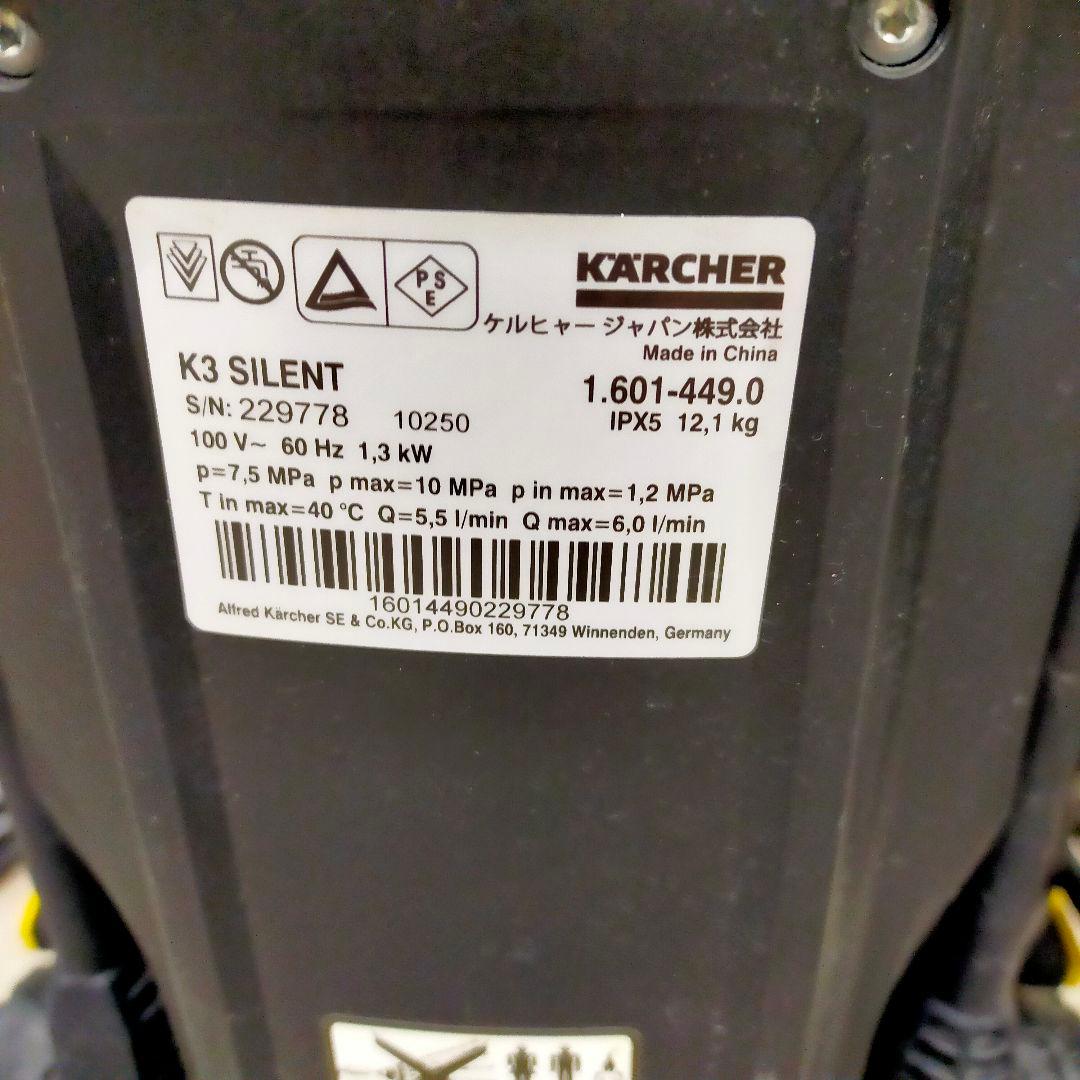 P S
E
KÄRCHER
ケルヒャー ジャパン株式会社
Made in China
K3 SILENT
1.601-449.0
S/N: 229778 10250
IPX5 12,1 kg
100 V~ 60 Hz 1,3 kW
p=7,5 MPa p max=10 MPa p in max=1,2 MPa
T in max=40 °C Q=5,5 l/min Q max=6,0 l/min
16014490229778
Alfred Kärcher SE & Co.KG, P.O.Box 160, 71349 Winnenden, Germany